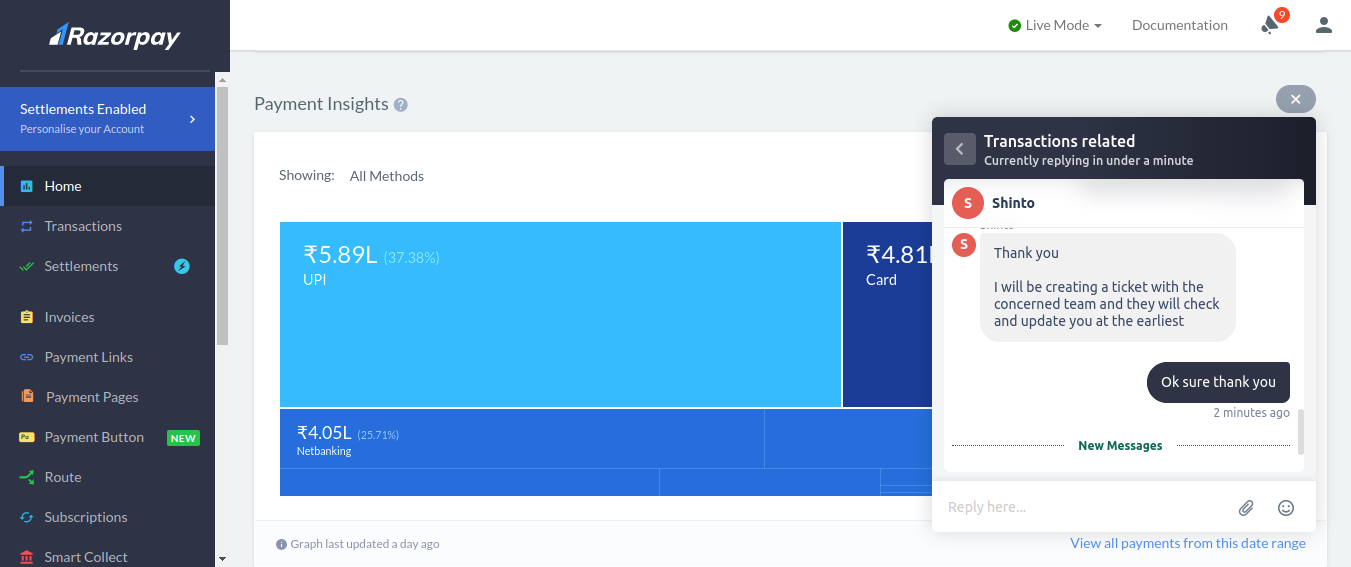 Razorpay
Live Mode
Documentation
9
Settlements Enabled
Personalise your Account
Home
Transactions
Settlements
Invoices
Payment Links
Payment Pages
Payment Button NEW
Route
Subscriptions
Smart Collect
Payment Insights ?
Showing: All Methods
₹5.89L (37.38%)
UPI
₹4.81L
Card
₹4.05L (25.71%)
Netbanking
Graph last updated a day ago
View all payments from this date range
Transactions related
Currently replying in under a minute
S Shinto
S
Thank you
I will be creating a ticket with the
concerned team and they will check
and update you at the earliest
Ok sure thank you
2 minutes ago
New Messages
Reply here...